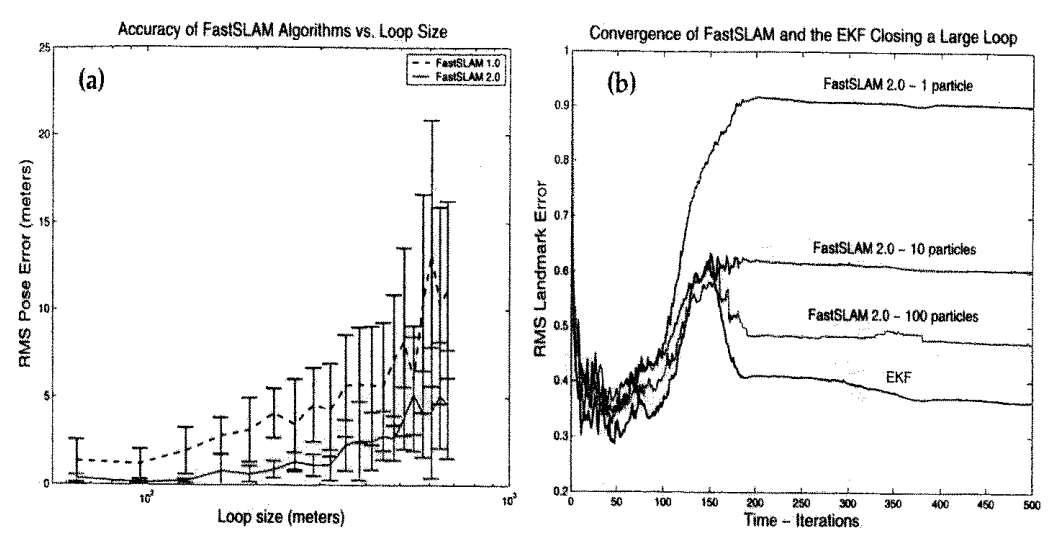 Accuracy of FastSLAM Algorithms vs. Loop Size
25
(a)
FastSLAM 1.0
FastSLAM 2.0
20
15
10
5
0
RMS Pose Error (meters)
10²
10³
Loop size (meters)
Convergence of FastSLAM and the EKF Closing a Large Loop
1
(b)
FastSLAM 2.0 - 1 particle
0.9
0.8
0.7
FastSLAM 2.0 - 10 particles
0.6
FastSLAM 2.0 - 100 particles
0.5
EKF
0.4
0.3
0.2
RMS Landmark Error
0 50 100 150 200 250 300 350 400 450 500
Time - Iterations